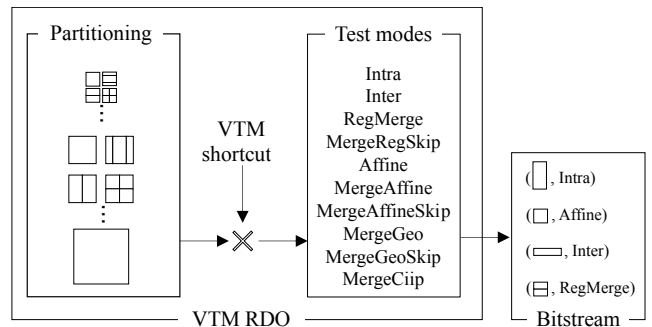 Partitioning
VTM
shortcut
Test modes
Intra
Inter
RegMerge
MergeRegSkip
Affine
MergeAffine
MergeAffineSkip
MergeGeo
MergeGeoSkip
MergeCiip
VTM RDO
( , Intra)
( , Affine)
( , Inter)
( , RegMerge)
Bitstream